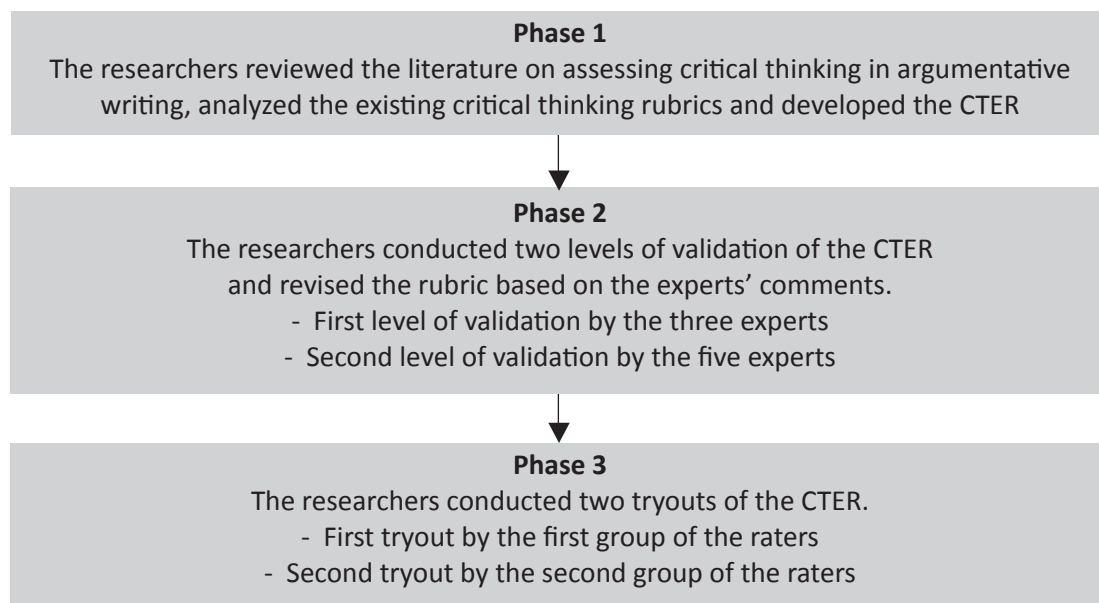 Phase 1
The researchers reviewed the literature on assessing critical thinking in argumentative
writing, analyzed the existing critical thinking rubrics and developed the CTER
Phase 2
The researchers conducted two levels of validation of the CTER
and revised the rubric based on the experts’ comments.
- First level of validation by the three experts
- Second level of validation by the five experts
Phase 3
The researchers conducted two tryouts of the CTER.
- First tryout by the first group of the raters
- Second tryout by the second group of the raters